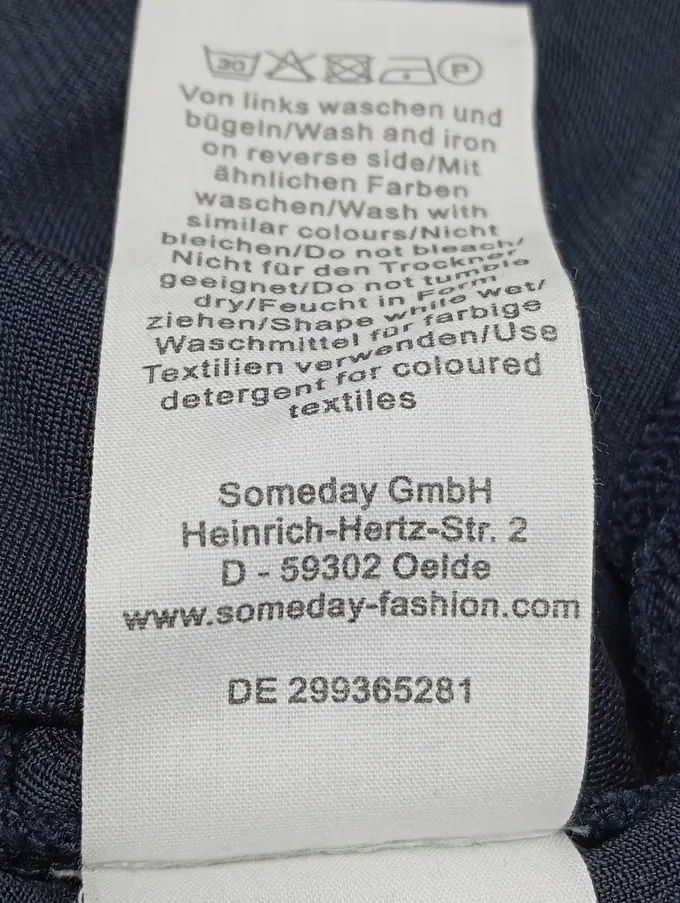 30 P
Von links waschen und
bügeln/Wash and iron
on reverse side/Mit
ähnlichen Farben
waschen/Wash with
similar colours/Nicht
bleichen/Do not bleach/
Nicht für den Trockner
geeignet/Do not tumble
dry/Feucht in Form
ziehen/Shape while wet/
Waschmittel für farbige
Textilien verwenden/Use
detergent for coloured
textiles
Someday GmbH
Heinrich-Hertz-Str. 2
D - 59302 Oelde
www.someday-fashion.com
DE 299365281